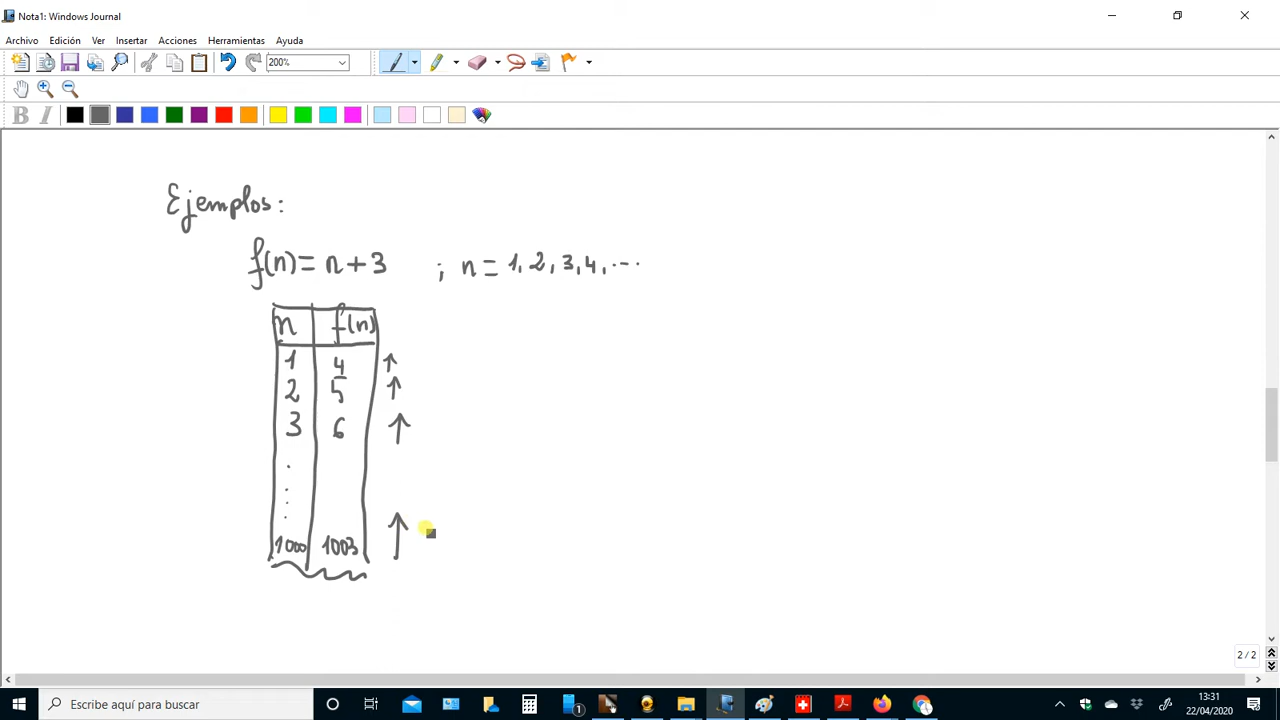 Nota1: Windows Journal
Archivo Edición Ver Insertar Acciones Herramientas Ayuda
200%
B I
Ejemplos:
f(n) = n + 3 ; n = 1, 2, 3, 4, ...
n f(n)
1 4 ↑
2 5 ↑
3 6 ↑
.
.
.
.
1000 1003 ↑
2 / 2
Escribe aquí para buscar
1
13:31
22/04/2020